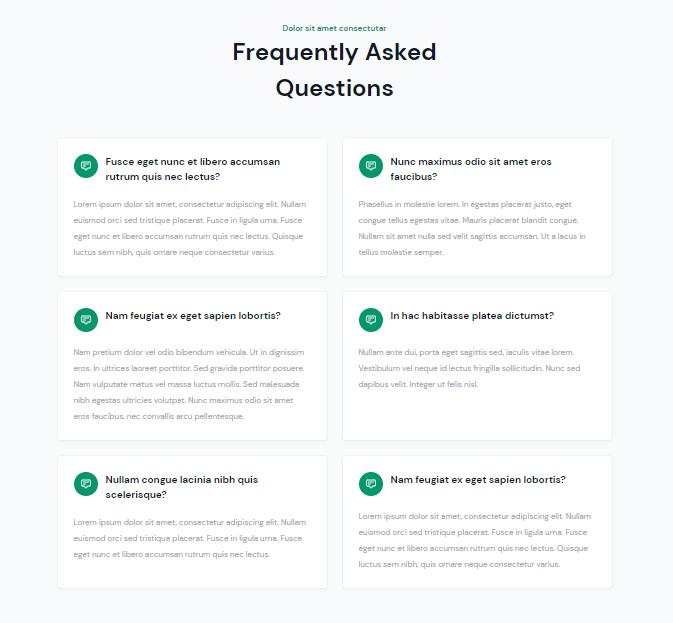 Dolor sit amet consectutar
Frequently Asked
Questions
Fusce eget nunc et libero accumsan
rutrum quis nec lectus?
Lorem ipsum dolor sit amet, consectetur adipiscing elit. Nullam
euismod orci sed tristique placerat. Fusce in ligula urna. Fusce
eget nunc et libero accumsan rutrum quis nec lectus. Quisque
luctus sem nibh, quis ornare neque consectetur varius.
Nunc maximus odio sit amet eros
faucibus?
Phasellus in molestie lorem. In egestas placerat justo, eget
congue tellus egestas vitae. Mauris placerat blandit congue.
Nullam sit amet nulla sed velit sagittis accumsan. Ut a lacus in
tellus molestie semper.
Nam feugiat ex eget sapien lobortis?
Nam pretium dolor vel odio bibendum vehicula. Ut in dignissim
eros. In ultrices laoreet porttitor. Sed gravida porttitor posuere.
Nam vulputate metus vel massa luctus mollis. Sed malesuada
nibh egestas ultricies volutpat. Nunc maximus odio sit amet
eros faucibus, nec convallis arcu pellentesque.
In hac habitasse platea dictumst?
Nullam ante dui, porta eget sagittis sed, iaculis vitae lorem.
Vestibulum vel neque id lectus fringilla sollicitudin. Nunc sed
dapibus velit. Integer ut felis nisl.
Nullam congue lacinia nibh quis
scelerisque?
Lorem ipsum dolor sit amet, consectetur adipiscing elit. Nullam
euismod orci sed tristique placerat. Fusce in ligula urna. Fusce
eget nunc et libero accumsan rutrum quis nec lectus.
Nam feugiat ex eget sapien lobortis?
Lorem ipsum dolor sit amet, consectetur adipiscing elit. Nullam
euismod orci sed tristique placerat. Fusce in ligula urna. Fusce
eget nunc et libero accumsan rutrum quis nec lectus. Quisque
luctus sem nibh, quis ornare neque consectetur varius.